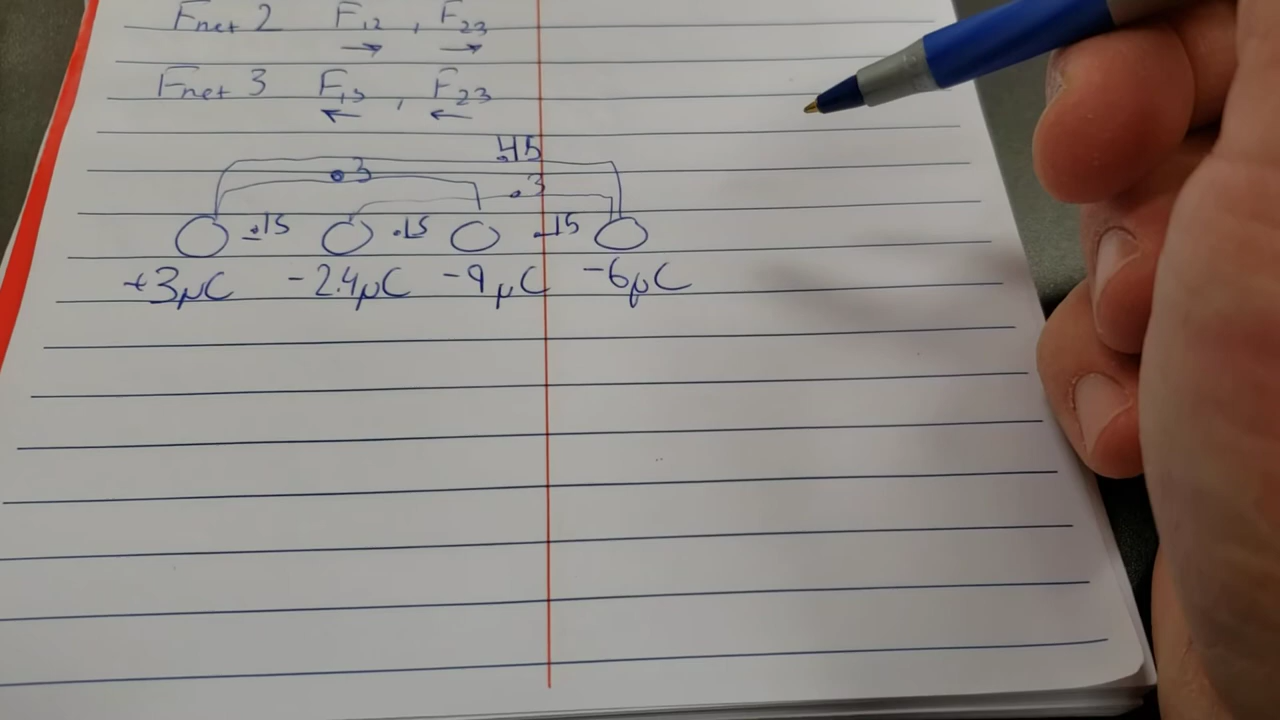 Fnet 2 F12 , F23
→ →
Fnet 3 F13 , F23
← ←
.45
.3
.3
.15 .15 .15
+3μC -2.4μC -9μC -6μC